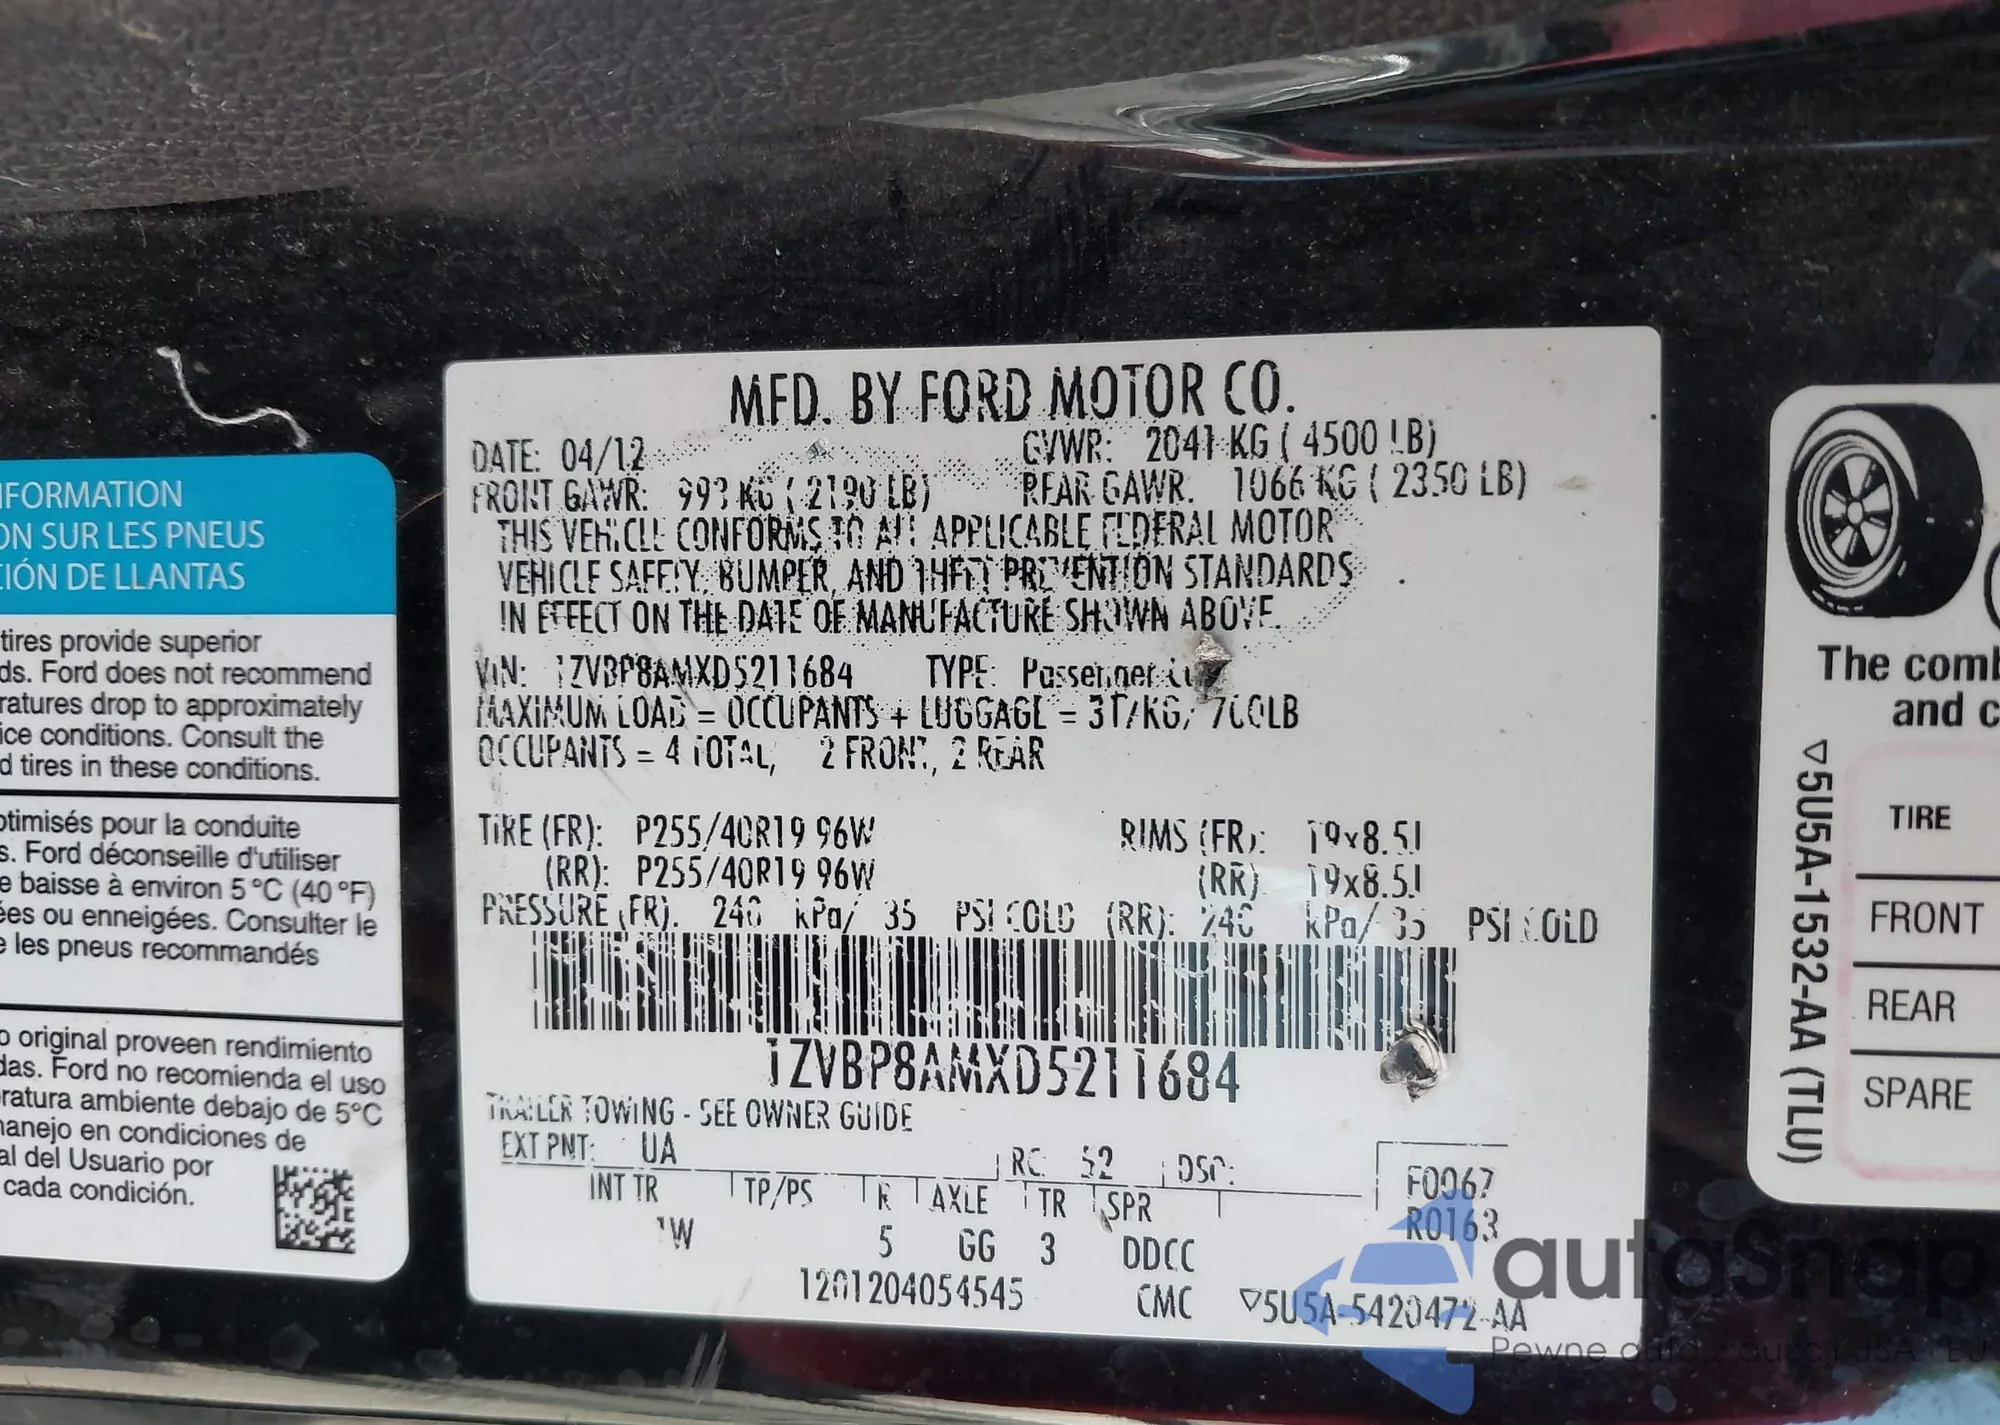 NFORMATION
ON SUR LES PNEUS
CIÓN DE LLANTAS
tires provide superior
ds. Ford does not recommend
ratures drop to approximately
ice conditions. Consult the
d tires in these conditions.
ptimisés pour la conduite
s. Ford déconseille d'utiliser
e baisse à environ 5 °C (40 °F)
ées ou enneigées. Consulter le
e les pneus recommandés
o original proveen rendimiento
das. Ford no recomienda el uso
ratura ambiente debajo de 5°C
manejo en condiciones de
al del Usuario por
cada condición.
MFD. BY FORD MOTOR CO.
DATE: 04/12 GVWR: 2041 KG ( 4500 LB)
FRONT GAWR: 993 KG ( 2190 LB) REAR GAWR: 1066 KG ( 2350 LB)
THIS VEHICLE CONFORMS TO ALL APPLICABLE FEDERAL MOTOR
VEHICLE SAFETY, BUMPER, AND THEFT PREVENTION STANDARDS
IN EFFECT ON THE DATE OF MANUFACTURE SHOWN ABOVE.
VIN: 1ZVBP8AMXD5211684 TYPE: Passenger
MAXIMUM LOAD = OCCUPANTS + LUGGAGE = 317KG/ 700LB
OCCUPANTS = 4 TOTAL, 2 FRONT, 2 REAR
TIRE (FR): P255/40R19 96W RIMS (FR): 19x8.5J
(RR): P255/40R19 96W (RR) 19x8.5J
PRESSURE (FR). 240 kPa/ 35 PSI COLD (RR): 240 kPa/ 35 PSI COLD
1ZVBP8AMXD5211684
TRAILER TOWING - SEE OWNER GUIDE
EXT PNT: UA RC: 52 DSO:
INT TR TP/PS R AXLE TR SPR
1W 5 GG 3 DDCC
F0067
R0163
1201204054545 CMC ▽5U5A-5420472-AA
The comb
and c
▽5U5A-1532-AA (TLU)
TIRE
FRONT
REAR
SPARE
autaSnap
Pewne auta z aukcji USA i EU